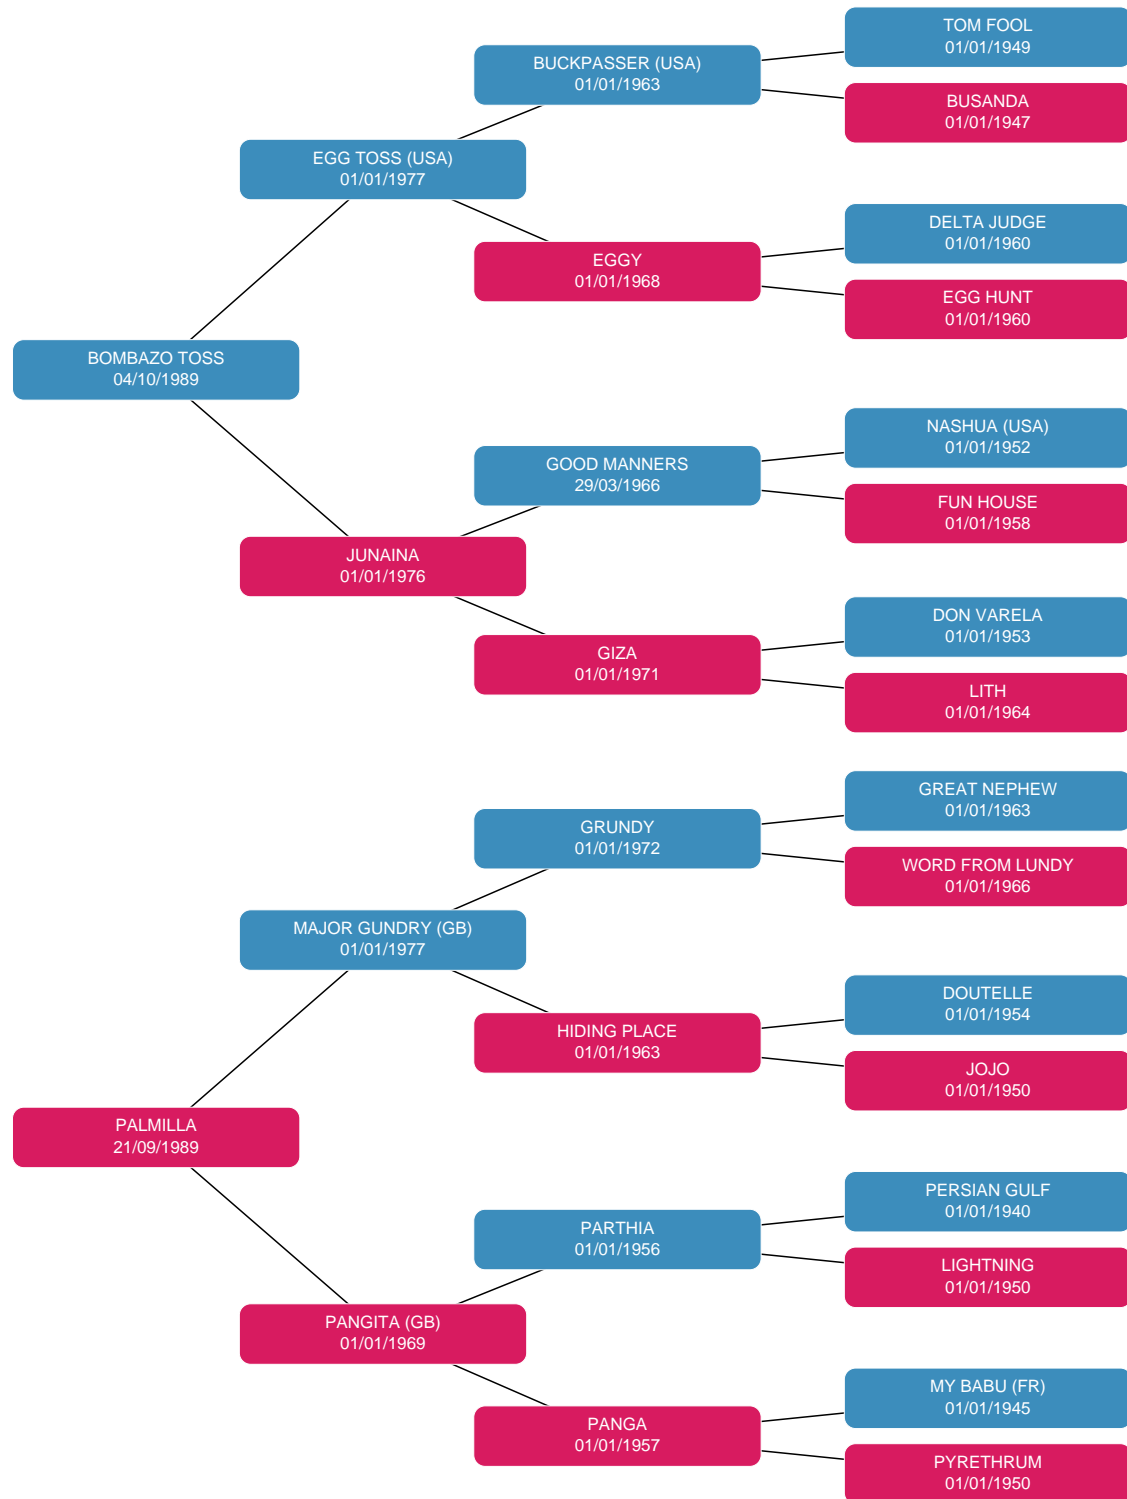 TOM FOOL
01/01/1949
BUCKPASSER (USA)
01/01/1963
BUSANDA
01/01/1947
EGG TOSS (USA)
01/01/1977
DELTA JUDGE
01/01/1960
EGGY
01/01/1968
EGG HUNT
01/01/1960
BOMBAZO TOSS
04/10/1989
NASHUA (USA)
01/01/1952
GOOD MANNERS
29/03/1966
FUN HOUSE
01/01/1958
JUNAINA
01/01/1976
DON VARELA
01/01/1953
GIZA
01/01/1971
LITH
01/01/1964
GREAT NEPHEW
01/01/1963
GRUNDY
01/01/1972
WORD FROM LUNDY
01/01/1966
MAJOR GUNDRY (GB)
01/01/1977
DOUTELLE
01/01/1954
HIDING PLACE
01/01/1963
JOJO
01/01/1950
PALMILLA
21/09/1989
PERSIAN GULF
01/01/1940
PARTHIA
01/01/1956
LIGHTNING
01/01/1950
PANGITA (GB)
01/01/1969
MY BABU (FR)
01/01/1945
PANGA
01/01/1957
PYRETHRUM
01/01/1950